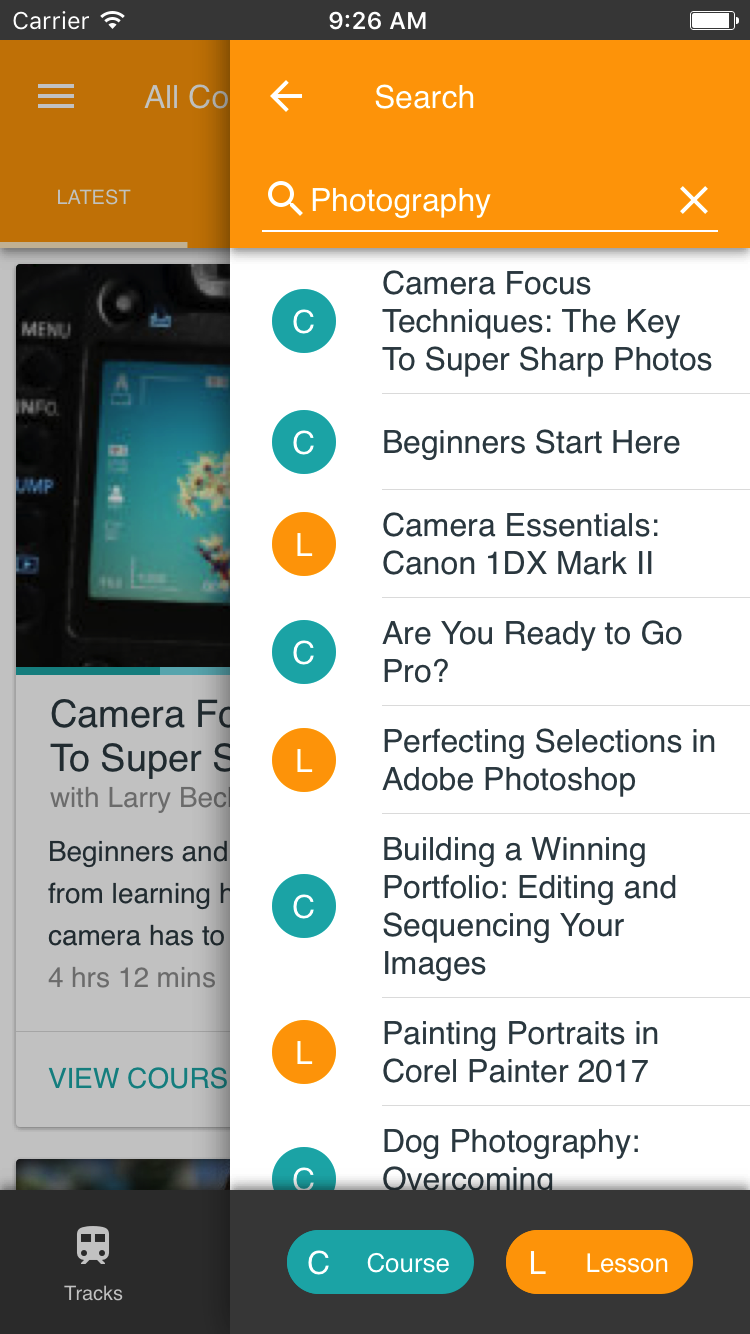 Carrier 9:26 AM
All Co
Search
LATEST
Photography
MENU
INFO.
UMP
A
Camera Fo
To Super S
with Larry Bec
Beginners and
from learning h
camera has to
4 hrs 12 mins
VIEW COURS
C
Camera Focus
Techniques: The Key
To Super Sharp Photos
C
Beginners Start Here
L
Camera Essentials:
Canon 1DX Mark II
C
Are You Ready to Go
Pro?
L
Perfecting Selections in
Adobe Photoshop
C
Building a Winning
Portfolio: Editing and
Sequencing Your
Images
L
Painting Portraits in
Corel Painter 2017
C
Dog Photography:
Overcoming
Tracks
C Course
L Lesson